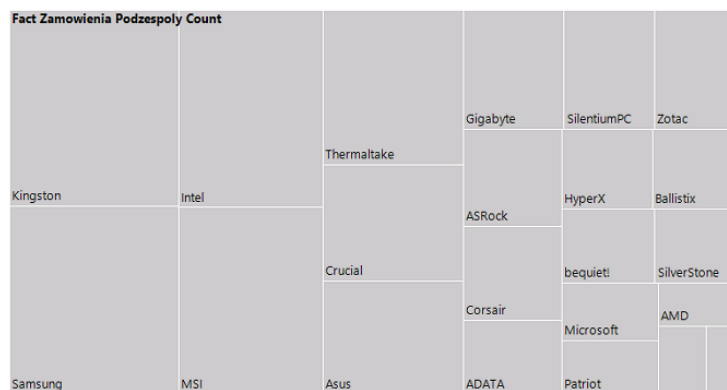 Fact Zamowienia Podzespoly Count
Kingston
Samsung
Intel
MSI
Thermaltake
Crucial
Asus
Gigabyte
ASRock
Corsair
ADATA
SilentiumPC
Zotac
HyperX
Ballistix
bequiet!
SilverStone
Microsoft
Patriot
AMD